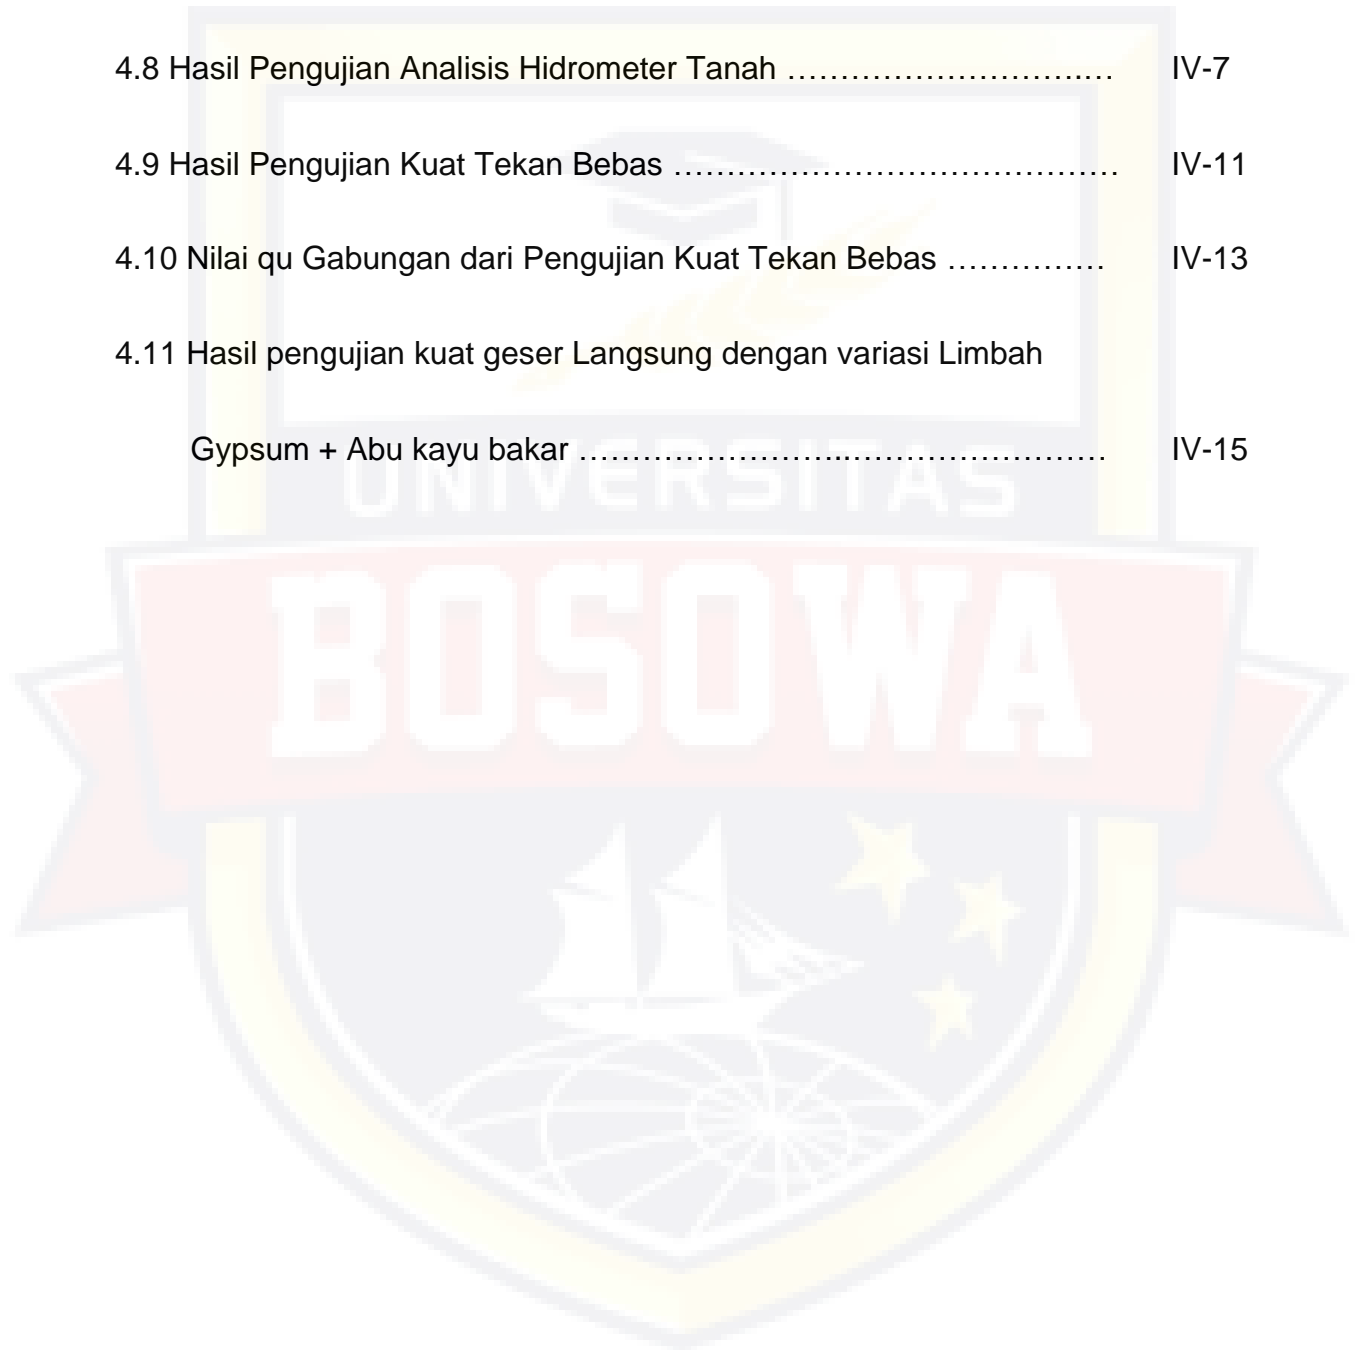 4.8 Hasil Pengujian Analisis Hidrometer Tanah ……………………….… IV-7
4.9 Hasil Pengujian Kuat Tekan Bebas …………………………………… IV-11
4.10 Nilai qu Gabungan dari Pengujian Kuat Tekan Bebas …………… IV-13
4.11 Hasil pengujian kuat geser Langsung dengan variasi Limbah
Gypsum + Abu kayu bakar ……………………..…………………… IV-15
UNIVERSITAS
BOSOWA